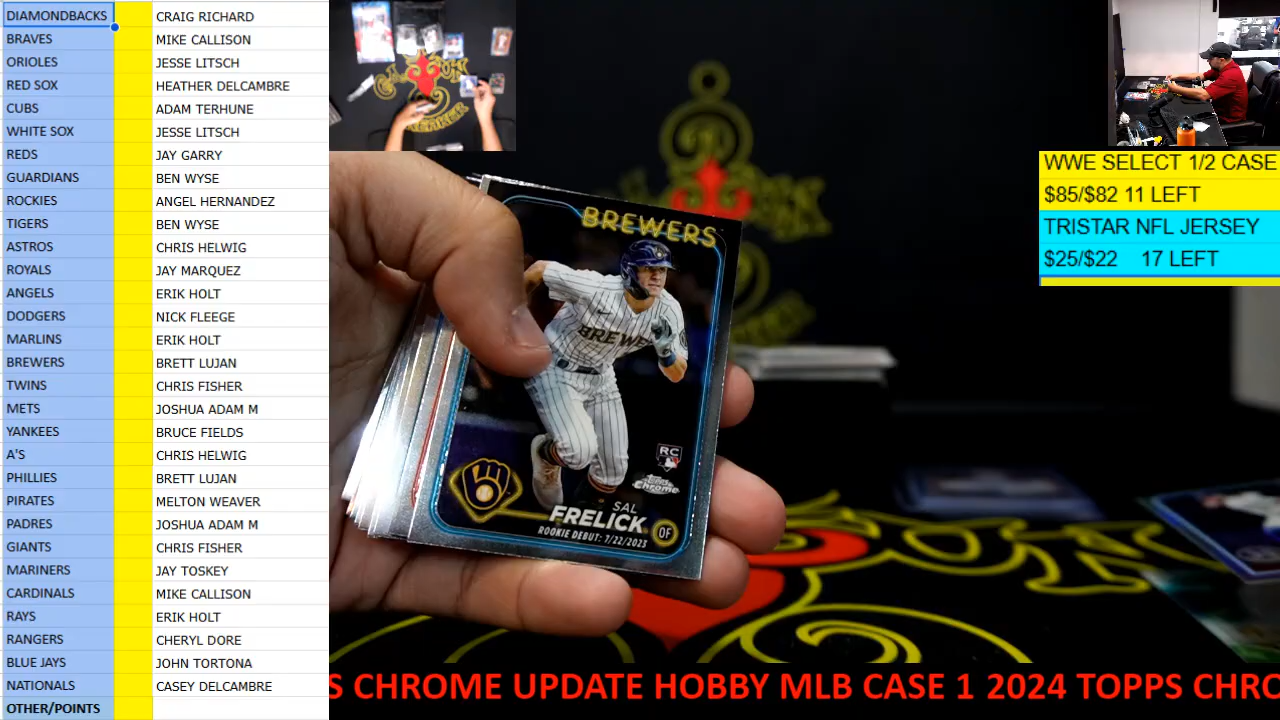 DIAMONDBACKS CRAIG RICHARD
BRAVES MIKE CALLISON
ORIOLES JESSE LITSCH
RED SOX HEATHER DELCAMBRE
CUBS ADAM TERHUNE
WHITE SOX JESSE LITSCH
REDS JAY GARRY
GUARDIANS BEN WYSE
ROCKIES ANGEL HERNANDEZ
TIGERS BEN WYSE
ASTROS CHRIS HELWIG
ROYALS JAY MARQUEZ
ANGELS ERIK HOLT
DODGERS NICK FLEEGE
MARLINS ERIK HOLT
BREWERS BRETT LUJAN
TWINS CHRIS FISHER
METS JOSHUA ADAM M
YANKEES BRUCE FIELDS
A'S CHRIS HELWIG
PHILLIES BRETT LUJAN
PIRATES MELTON WEAVER
PADRES JOSHUA ADAM M
GIANTS CHRIS FISHER
MARINERS JAY TOSKEY
CARDINALS MIKE CALLISON
RAYS ERIK HOLT
RANGERS CHERYL DORE
BLUE JAYS JOHN TORTONA
NATIONALS CASEY DELCAMBRE
OTHER/POINTS
WWE SELECT 1/2 CASE
$85/$82 11 LEFT
TRISTAR NFL JERSEY
$25/$22 17 LEFT
BREWERS
BREWE
RC
Topps
Chrome
SAL
FRELICK
OF
ROOKIE DEBUT: 7/22/2023
S CHROME UPDATE HOBBY MLB CASE 1 2024 TOPPS CHRO